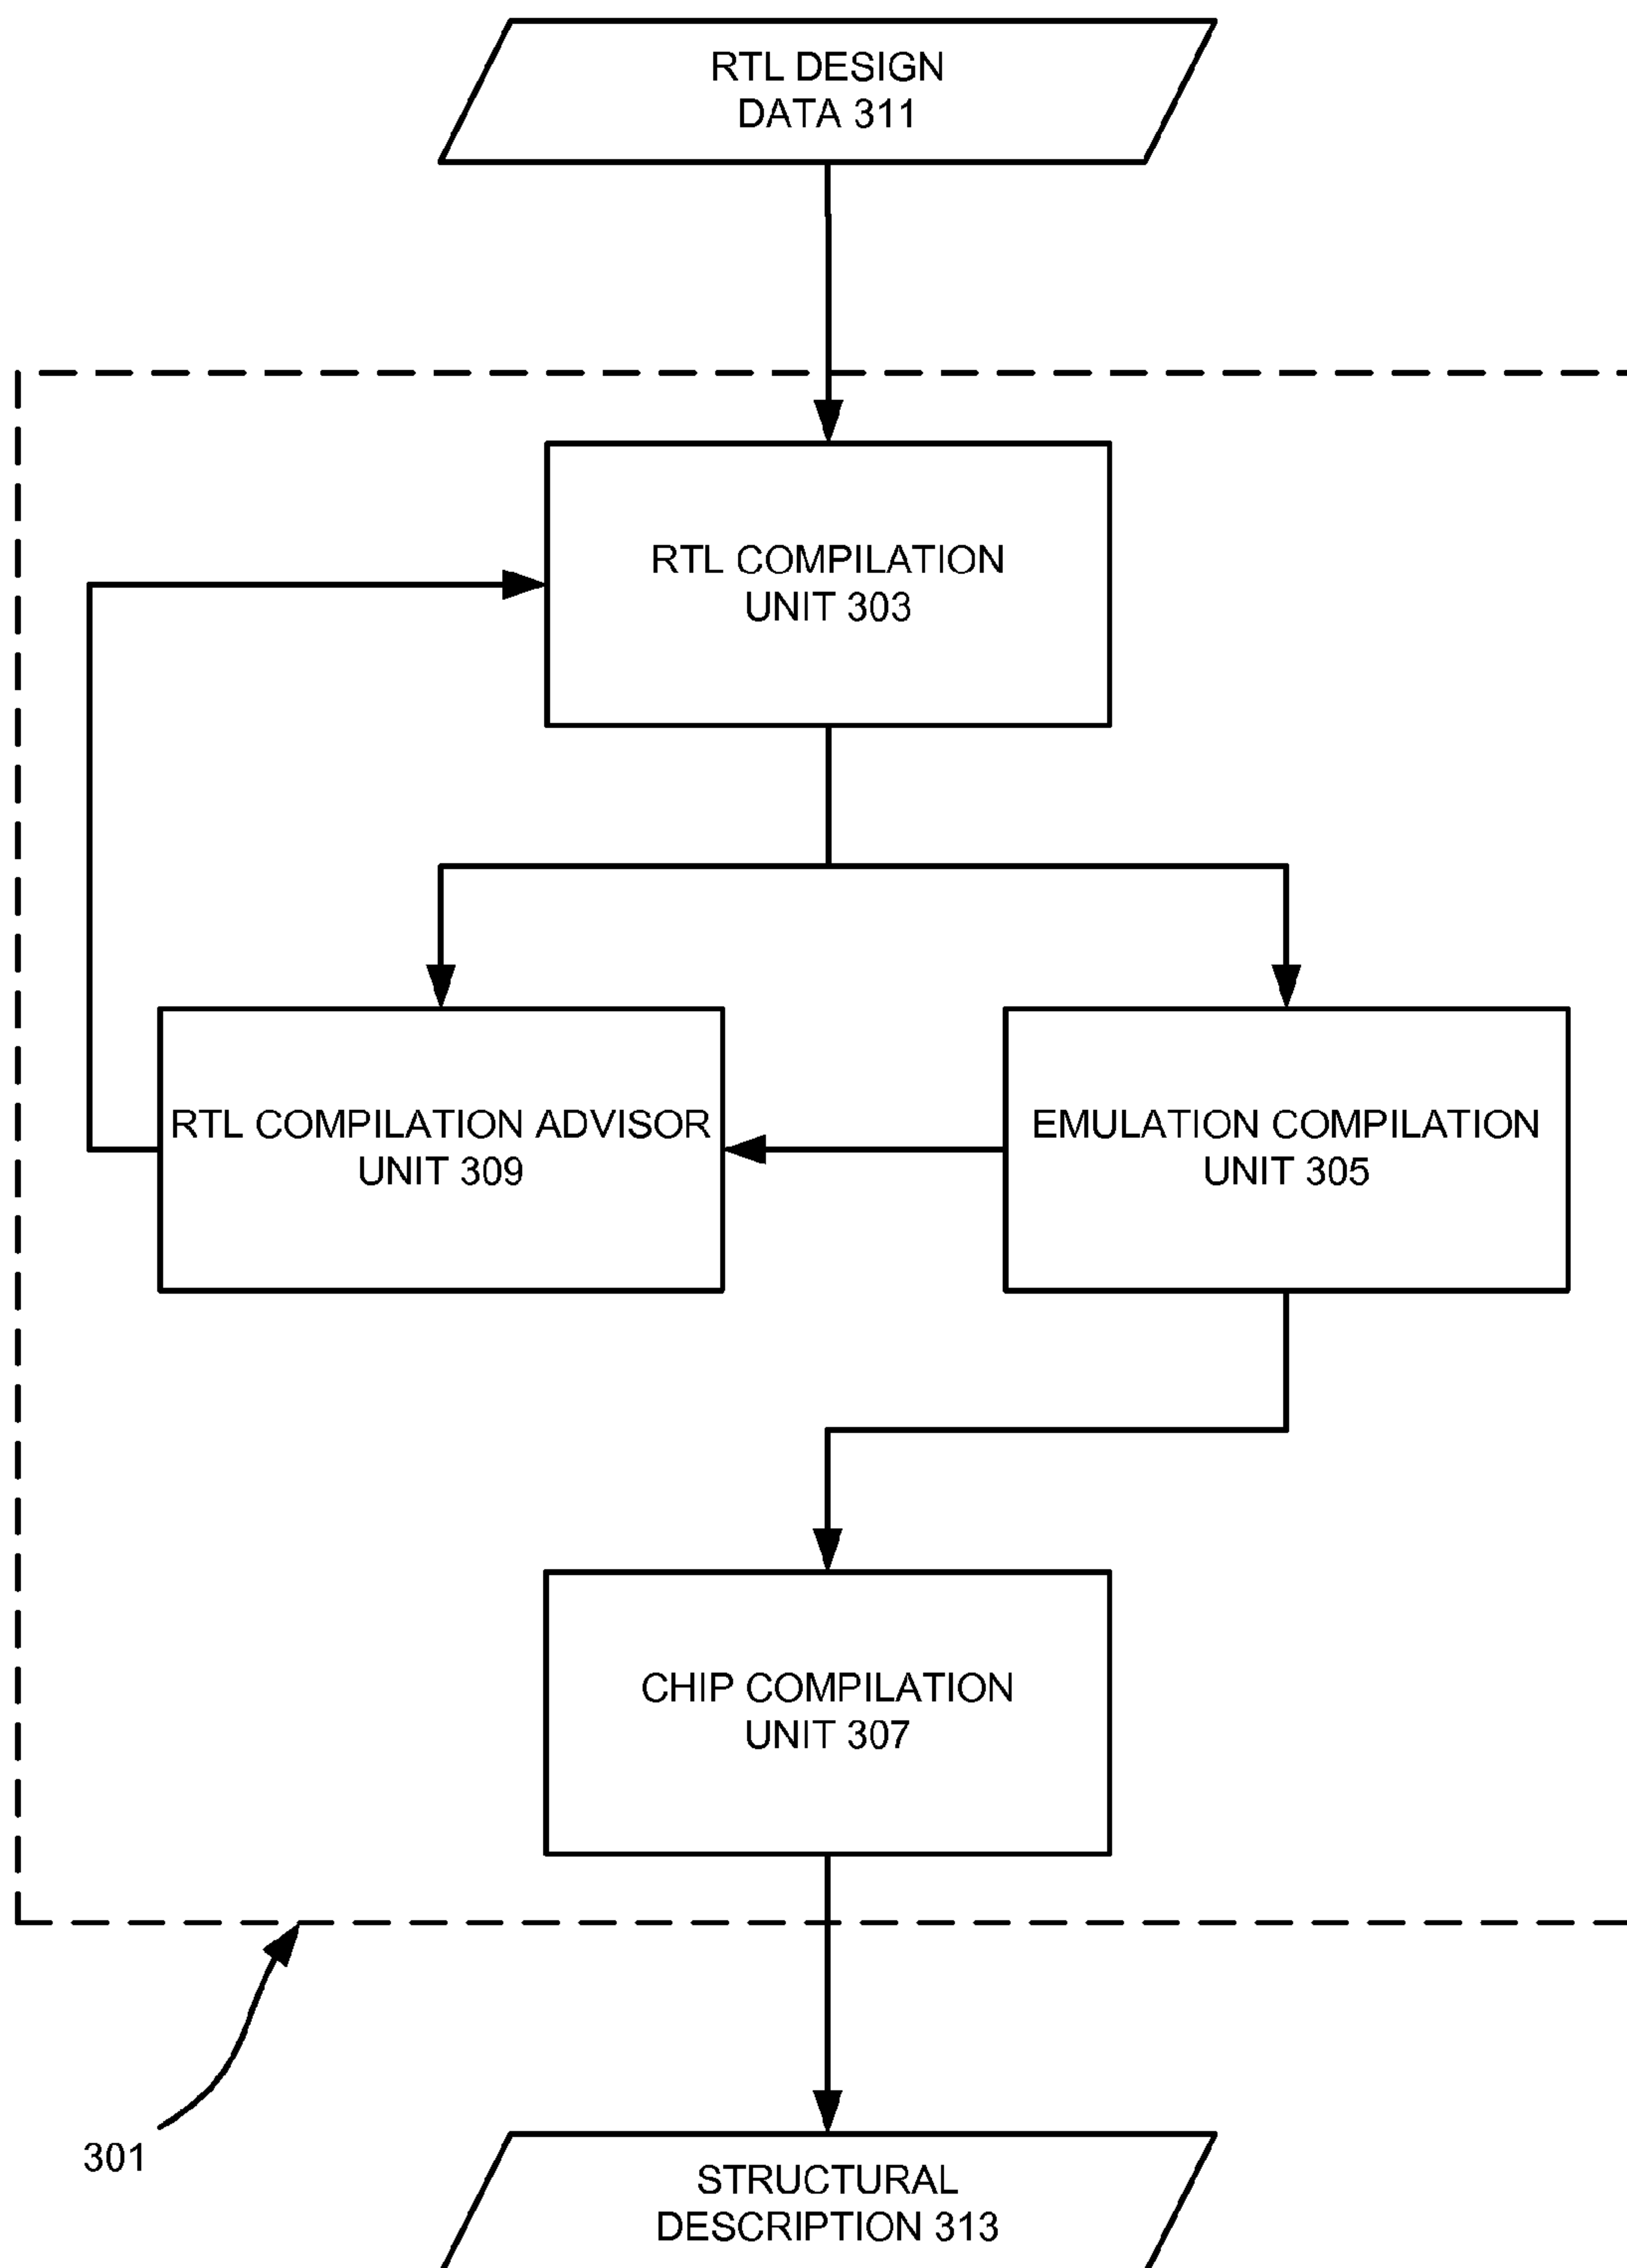 RTL DESIGN
DATA 311
RTL COMPILATION
UNIT 303
RTL COMPILATION ADVISOR
UNIT 309
EMULATION COMPILATION
UNIT 305
CHIP COMPILATION
UNIT 307
301
STRUCTURAL
DESCRIPTION 313